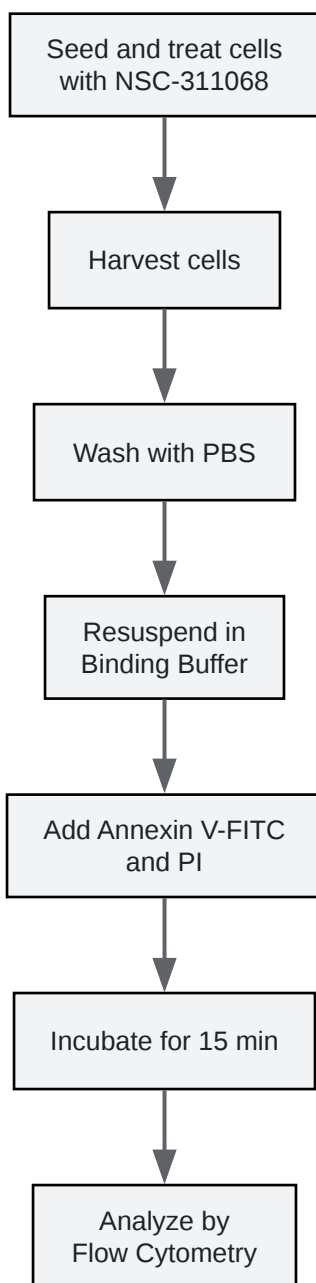 Seed and treat cells
with NSC-311068
Harvest cells
Wash with PBS
Resuspend in
Binding Buffer
Add Annexin V-FITC
and PI
Incubate for 15 min
Analyze by
Flow Cytometry